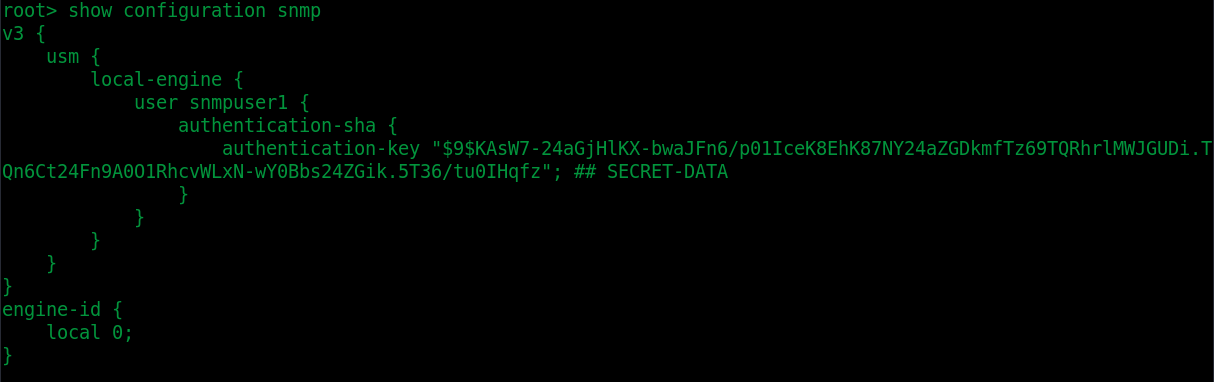 root> show configuration snmp
v3 {
    usm {
        local-engine {
            user snmpuser1 {
                authentication-sha {
                    authentication-key "$9$KAsW7-24aGjHlKX-bwaJFn6/p01IceK8EhK87NY24aZGDkmfTz69TQRhrlMWJGUDi.T
Qn6Ct24Fn9A0O1RhcvWLxN-wY0Bbs24ZGik.5T36/tu0IHqfz"; ## SECRET-DATA
                }
            }
        }
    }
}
engine-id {
    local 0;
}